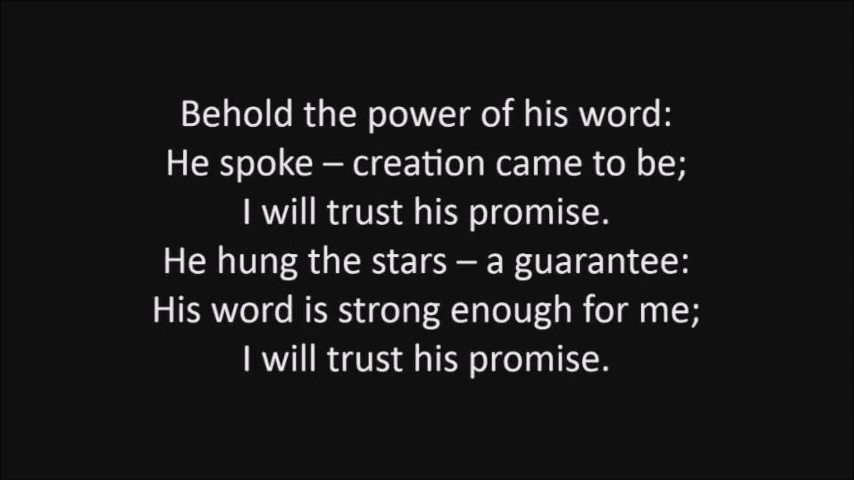 Behold the power of his word:
He spoke – creation came to be;
I will trust his promise.
He hung the stars – a guarantee:
His word is strong enough for me;
I will trust his promise.